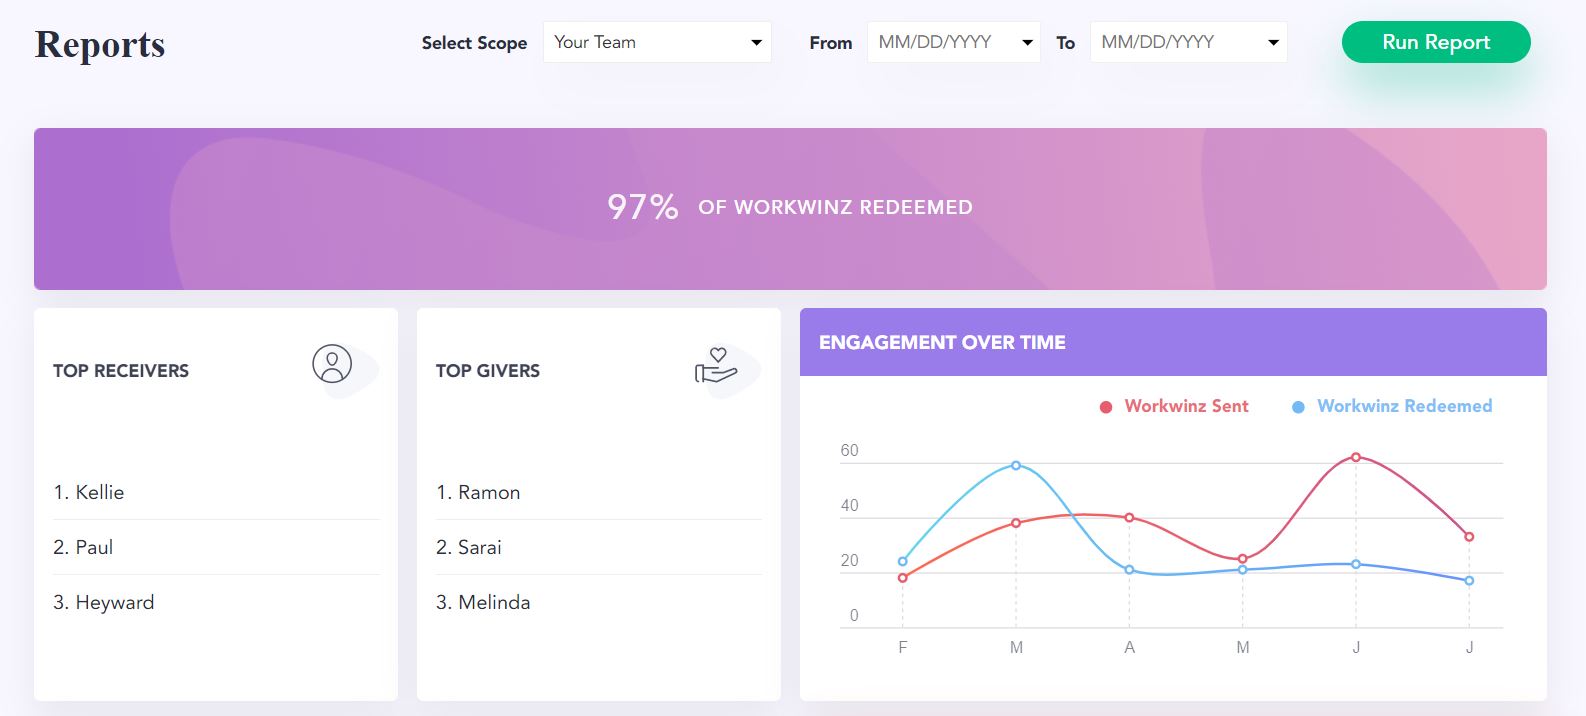 Reports
Select Scope Your Team From MM/DD/YYYY To MM/DD/YYYY Run Report
97% OF WORKWINZ REDEEMED
TOP RECEIVERS
1. Kellie
2. Paul
3. Heyward
TOP GIVERS
1. Ramon
2. Sarai
3. Melinda
ENGAGEMENT OVER TIME
Workwinz Sent Workwinz Redeemed
60
40
20
0
F M A M J J